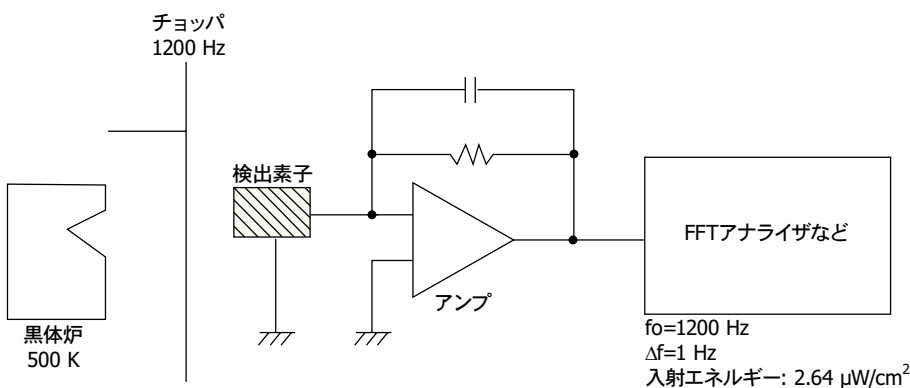 チョッパ
1200 Hz
検出素子
FFTアナライザなど
アンプ
黒体炉
500 K
fo=1200 Hz
Δf=1 Hz
入射エネルギー: 2.64 μW/cm²